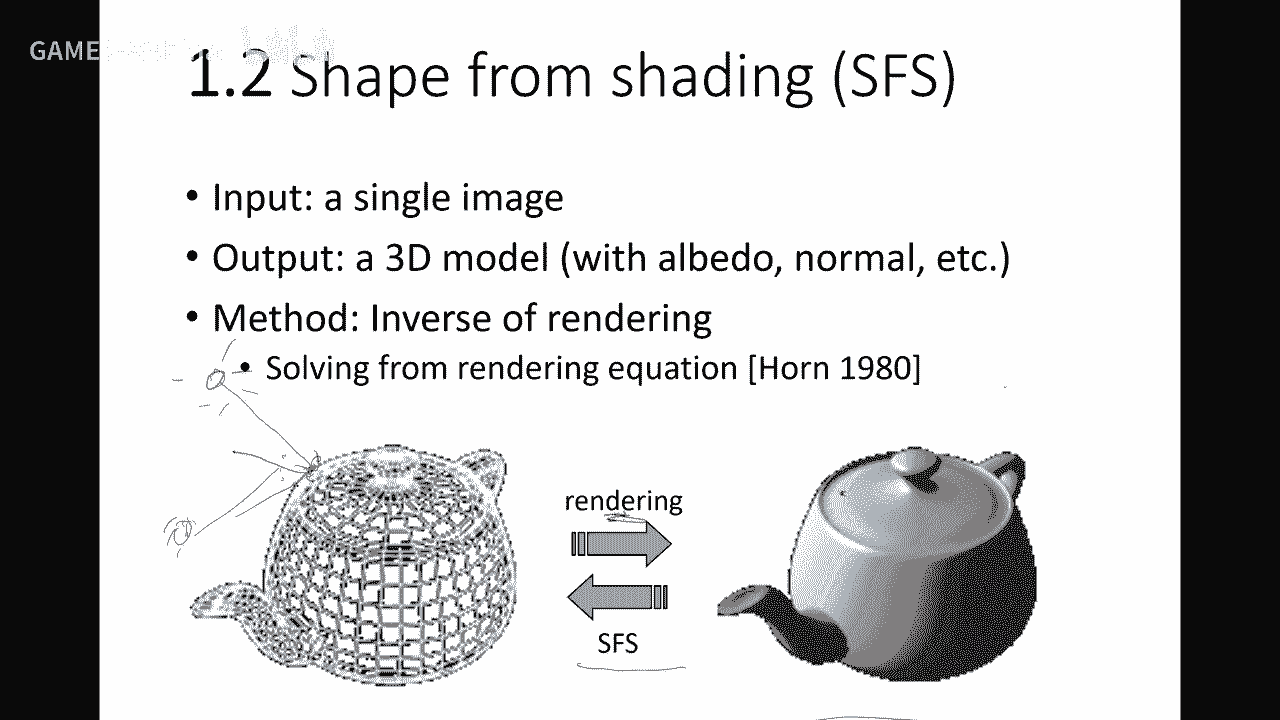 GAME
1.2 Shape from shading (SFS)
• Input: a single image
• Output: a 3D model (with albedo, normal, etc.)
• Method: Inverse of rendering
• Solving from rendering equation [Horn 1980]
rendering
SFS